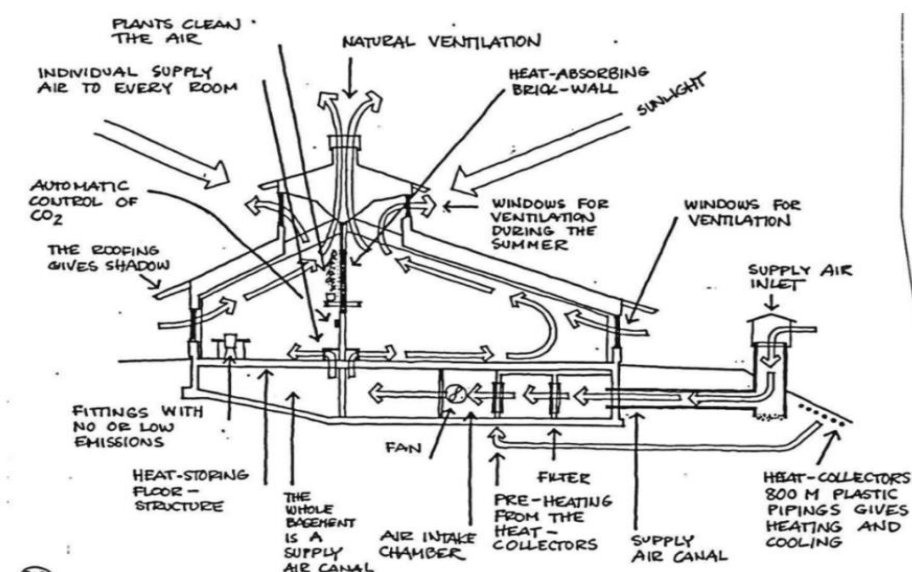 PLANTS CLEAN
THE AIR
NATURAL VENTILATION
INDIVIDUAL SUPPLY
AIR TO EVERY ROOM
HEAT-ABSORBING
BRICK-WALL
SUNLIGHT
AUTOMATIC
CONTROL OF
CO2
WINDOWS FOR
VENTILATION
DURING THE
SUMMER
WINDOWS FOR
VENTILATION
THE ROOFING
GIVES SHADOW
SUPPLY AIR
INLET
FITTINGS WITH
NO OR LOW
EMISSIONS
HEAT-STORING
FLOOR-
STRUCTURE
THE
WHOLE
BASEMENT
IS A
SUPPLY
AIR CANAL
FAN
AIR INTAKE
CHAMBER
FILTER
PRE-HEATING
FROM THE
HEAT-
COLLECTORS
SUPPLY
AIR CANAL
HEAT-COLLECTORS
800 M PLASTIC
PIPINGS GIVES
HEATING AND
COOLING